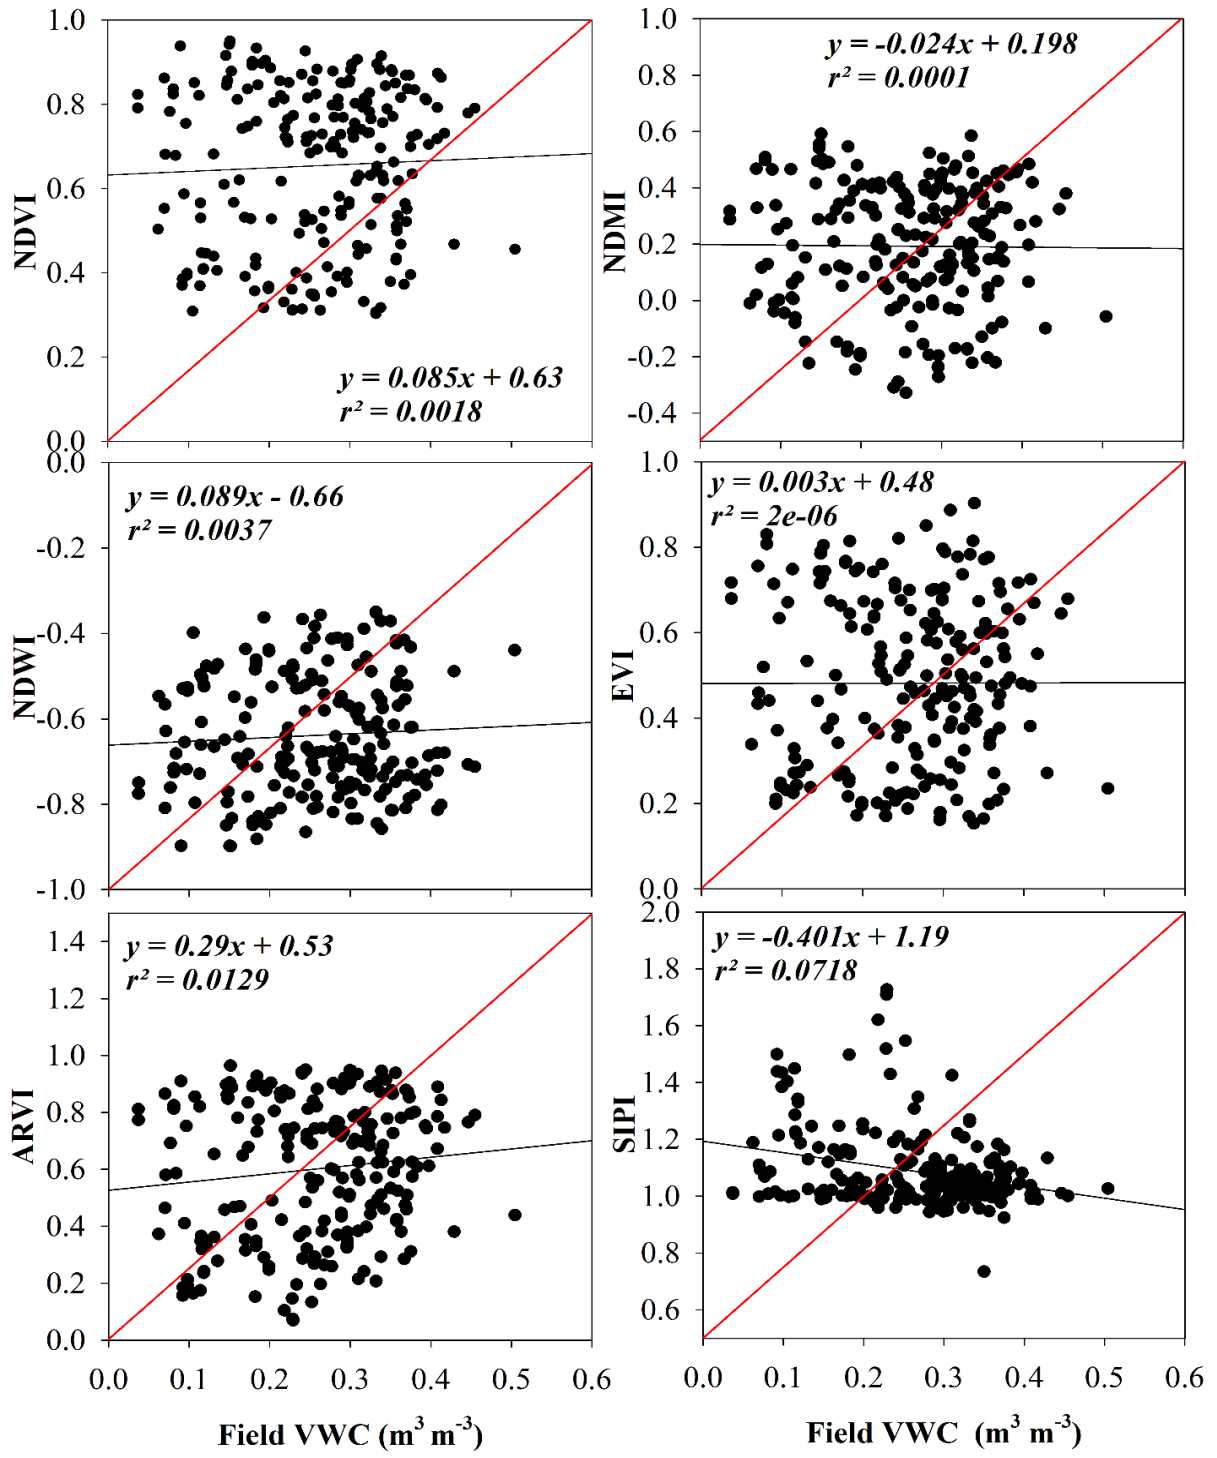 1.0
0.8
0.6
0.4
0.2
0.0
NDVI
y = 0.085x + 0.63
r² = 0.0018
1.0
0.8
0.6
0.4
0.2
0.0
-0.2
-0.4
NDMI
y = -0.024x + 0.198
r² = 0.0001
0.0
-0.2
-0.4
-0.6
-0.8
-1.0
NDWI
y = 0.089x - 0.66
r² = 0.0037
1.0
0.8
0.6
0.4
0.2
0.0
EVI
y = 0.003x + 0.48
r² = 2e-06
1.4
1.2
1.0
0.8
0.6
0.4
0.2
0.0
ARVI
y = 0.29x + 0.53
r² = 0.0129
0.0 0.1 0.2 0.3 0.4 0.5 0.6
Field VWC (m³ m⁻³)
2.0
1.8
1.6
1.4
1.2
1.0
0.8
0.6
SIPI
y = -0.401x + 1.19
r² = 0.0718
0.0 0.1 0.2 0.3 0.4 0.5 0.6
Field VWC (m³ m⁻³)